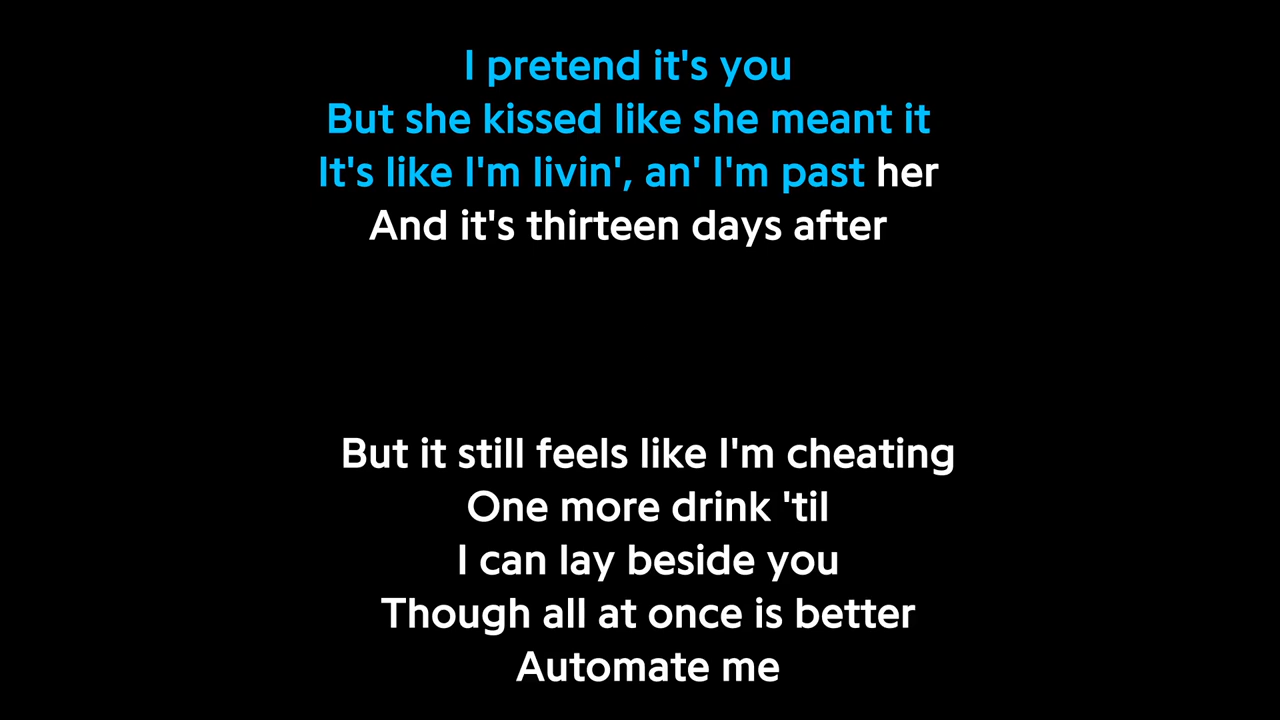 I pretend it's you
But she kissed like she meant it
It's like I'm livin', an' I'm past her
And it's thirteen days after
But it still feels like I'm cheating
One more drink 'til
I can lay beside you
Though all at once is better
Automate me